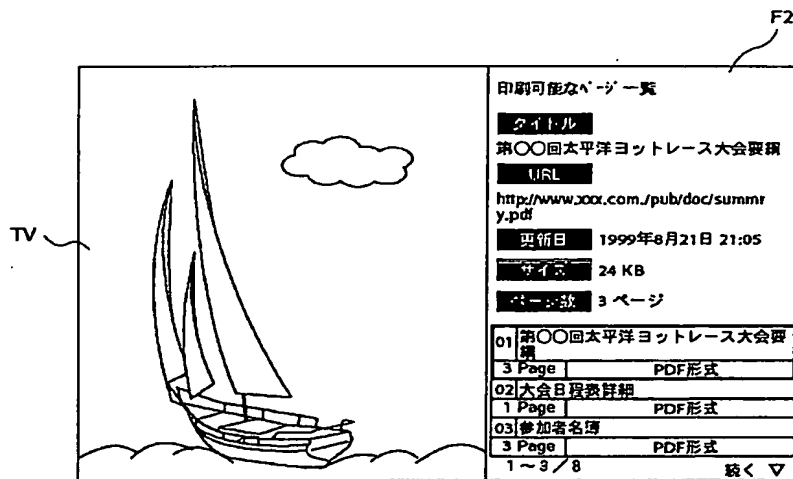 F2
TV
印刷可能なページ一覧
タイトル
第〇〇回太平洋ヨットレース大会要綱
URL
http://www.xxx.com./pub/doc/summr
y.pdf
更新日 1999年8月21日 21:05
サイズ 24 KB
ページ数 3 ページ
01 第〇〇回太平洋ヨットレース大会要
綱
3 Page PDF形式
02 大会日程表詳細
1 Page PDF形式
03 参加者名簿
3 Page PDF形式
1~3/8 続く ▽